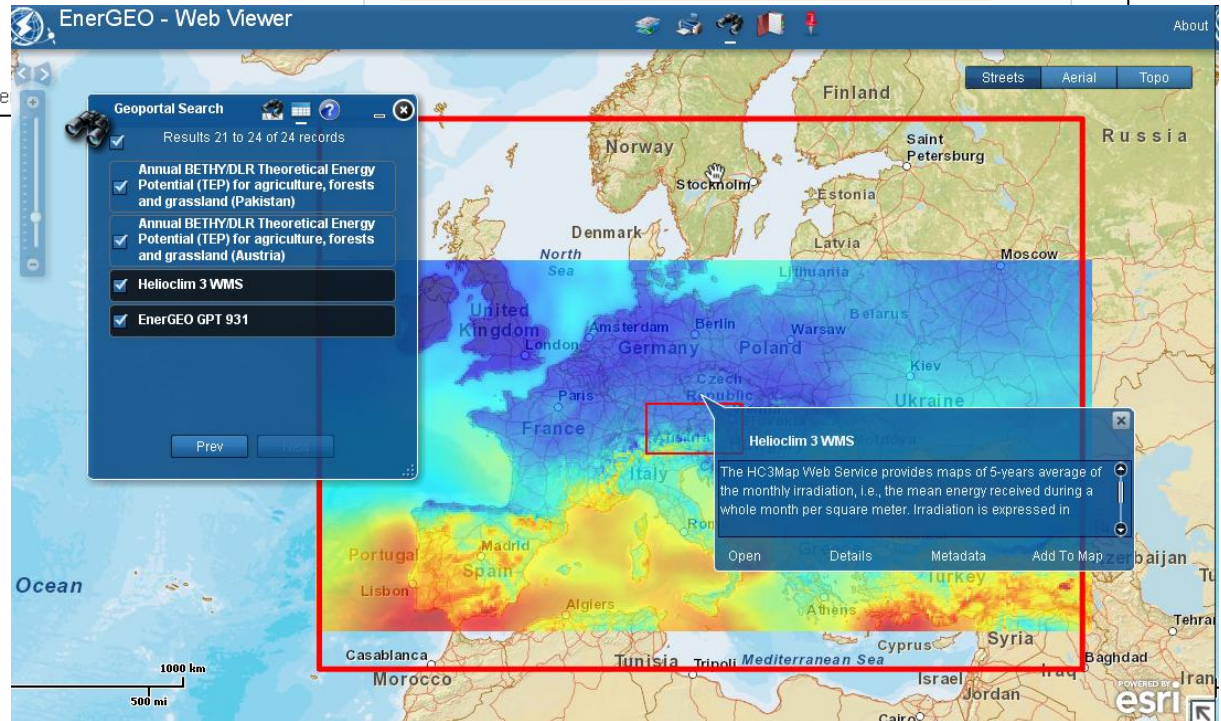 EnerGEO - Web Viewer
About
Streets
Aerial
Topo
Geoportal Search
Results 21 to 24 of 24 records
Annual BETHY/DLR Theoretical Energy
Potential (TEP) for agriculture, forests
and grassland (Pakistan)
Annual BETHY/DLR Theoretical Energy
Potential (TEP) for agriculture, forests
and grassland (Austria)
Helioclim 3 WMS
EnerGEO GPT 931
Prev
Next
Finland
Norway
Saint
Petersburg
Russia
Stockholm
Estonia
Denmark
North
Sea
Latvia
Moscow
Lithuania
United
Kingdom
Amsterdam
Berlin
Warsaw
Belarus
London
Germany
Poland
Kiev
Czech
Republic
Ukraine
Paris
France
Austria
Italy
Helioclim 3 WMS
The HC3Map Web Service provides maps of 5-years average of
the monthly irradiation, i.e., the mean energy received during a
whole month per square meter. Irradiation is expressed in
Open
Details
Metadata
Add To Map
Portugal
Madrid
Spain
Lisbon
Algiers
Athens
Turkey
Ocean
Cyprus
Syria
Tehran
Baghdad
Casablanca
Morocco
Tunisia
Tripoli
Mediterranean Sea
Israel
Jordan
Iraq
Iran
Cairo
1000 km
500 mi
POWERED BY
esri